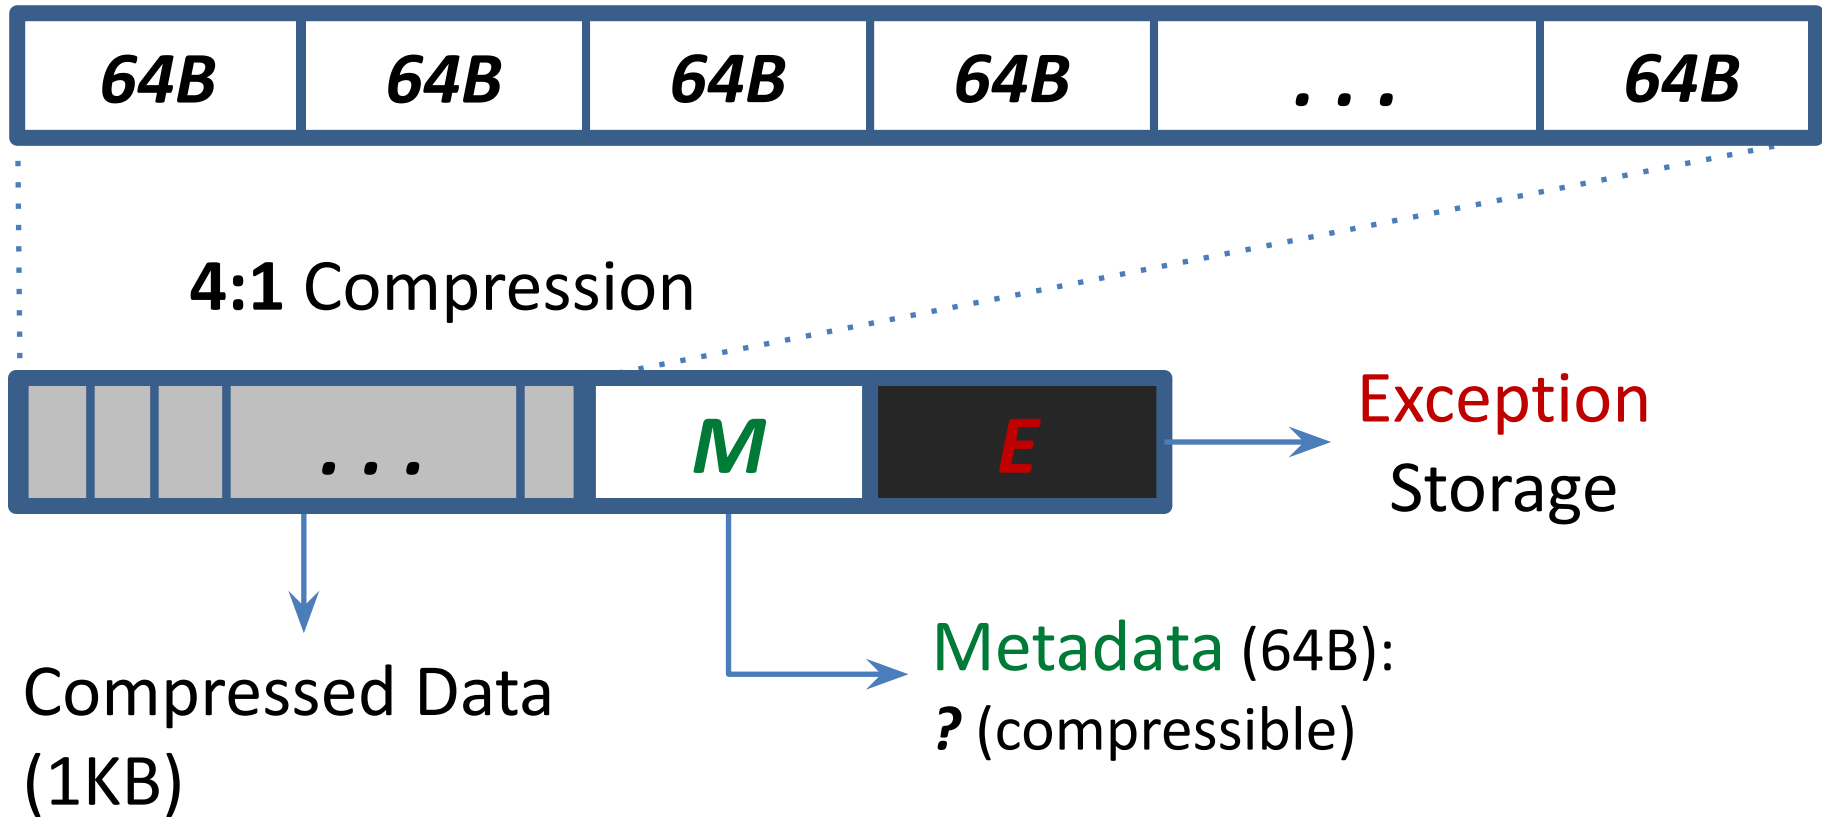 64B 64B 64B 64B . . . 64B
4:1 Compression
Exception
Storage
. . . M E
Metadata (64B):
? (compressible)
Compressed Data
(1KB)